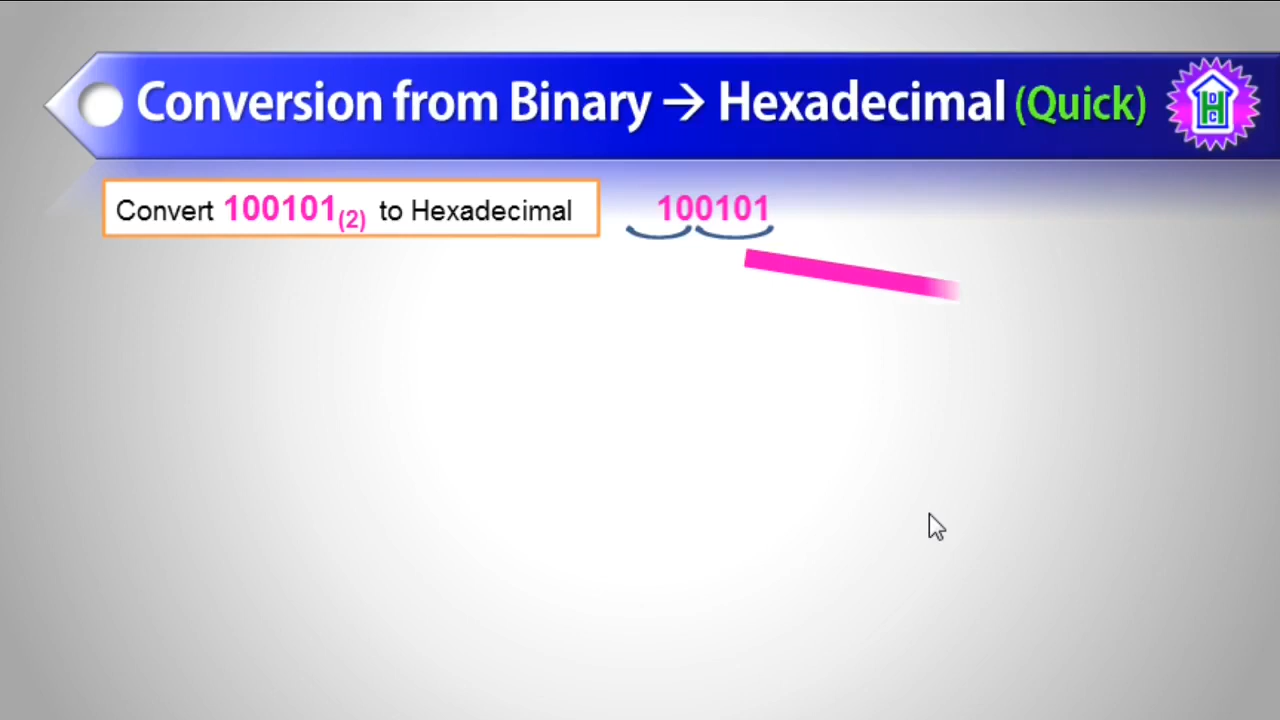 Conversion from Binary → Hexadecimal (Quick)
Convert 100101(2) to Hexadecimal
100101